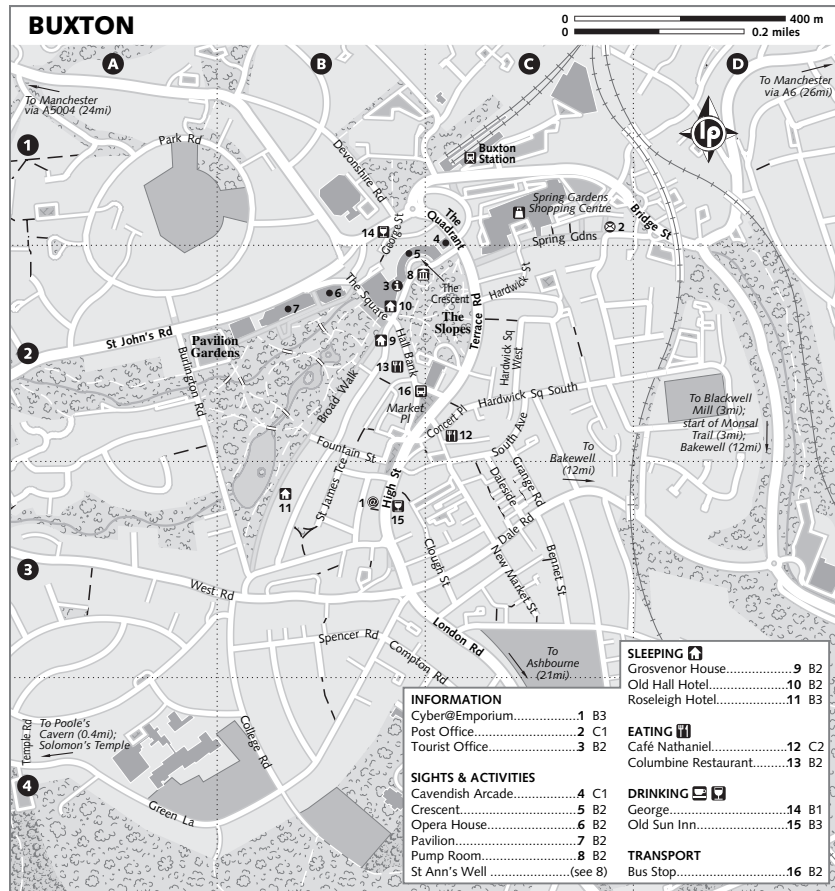 BUXTON
0 400 m
0 0.2 miles
A B C D
To Manchester
via A5004 (24mi)
To Manchester
via A6 (26mi)
1
Park Rd
Devonshire Rd
Buxton
Station
lp
Spring Gardens
Shopping Centre
Bridge St
The Quadrant
George St
14
4
2
Spring Gdns
5
8
The
Crescent
Hardwick St
3
The Square
6
7
10
The
Slopes
Terrace Rd
St John's Rd
Pavilion
Gardens
2
Burlington Rd
9
Hall Bank
13
Broad Walk
16
Market
Pl
Hardwick Sq
West
Hardwick Sq South
Concert Pl
12
South Ave
To Blackwell
Mill (3mi);
start of Monsal
Trail (3mi);
Bakewell (12mi)
To
Bakewell
(12mi)
Fountain St
St James Tce
High St
11
1
15
Grange Rd
Daleside
Dale Rd
3
Clough St
New Market St
Bennet St
West Rd
London Rd
Spencer Rd
Compton Rd
To
Ashbourne
(21mi)
Temple Rd
To Poole's
Cavern (0.4mi);
Solomon's Temple
College Rd
4
Green La
INFORMATION
Cyber@Emporium 1 B3
Post Office 2 C1
Tourist Office 3 B2
SIGHTS & ACTIVITIES
Cavendish Arcade 4 C1
Crescent 5 B2
Opera House 6 B2
Pavilion 7 B2
Pump Room 8 B2
St Ann's Well (see 8)
SLEEPING
Grosvenor House 9 B2
Old Hall Hotel 10 B2
Roseleigh Hotel 11 B3
EATING
Café Nathaniel 12 C2
Columbine Restaurant 13 B2
DRINKING
George 14 B1
Old Sun Inn 15 B3
TRANSPORT
Bus Stop 16 B2